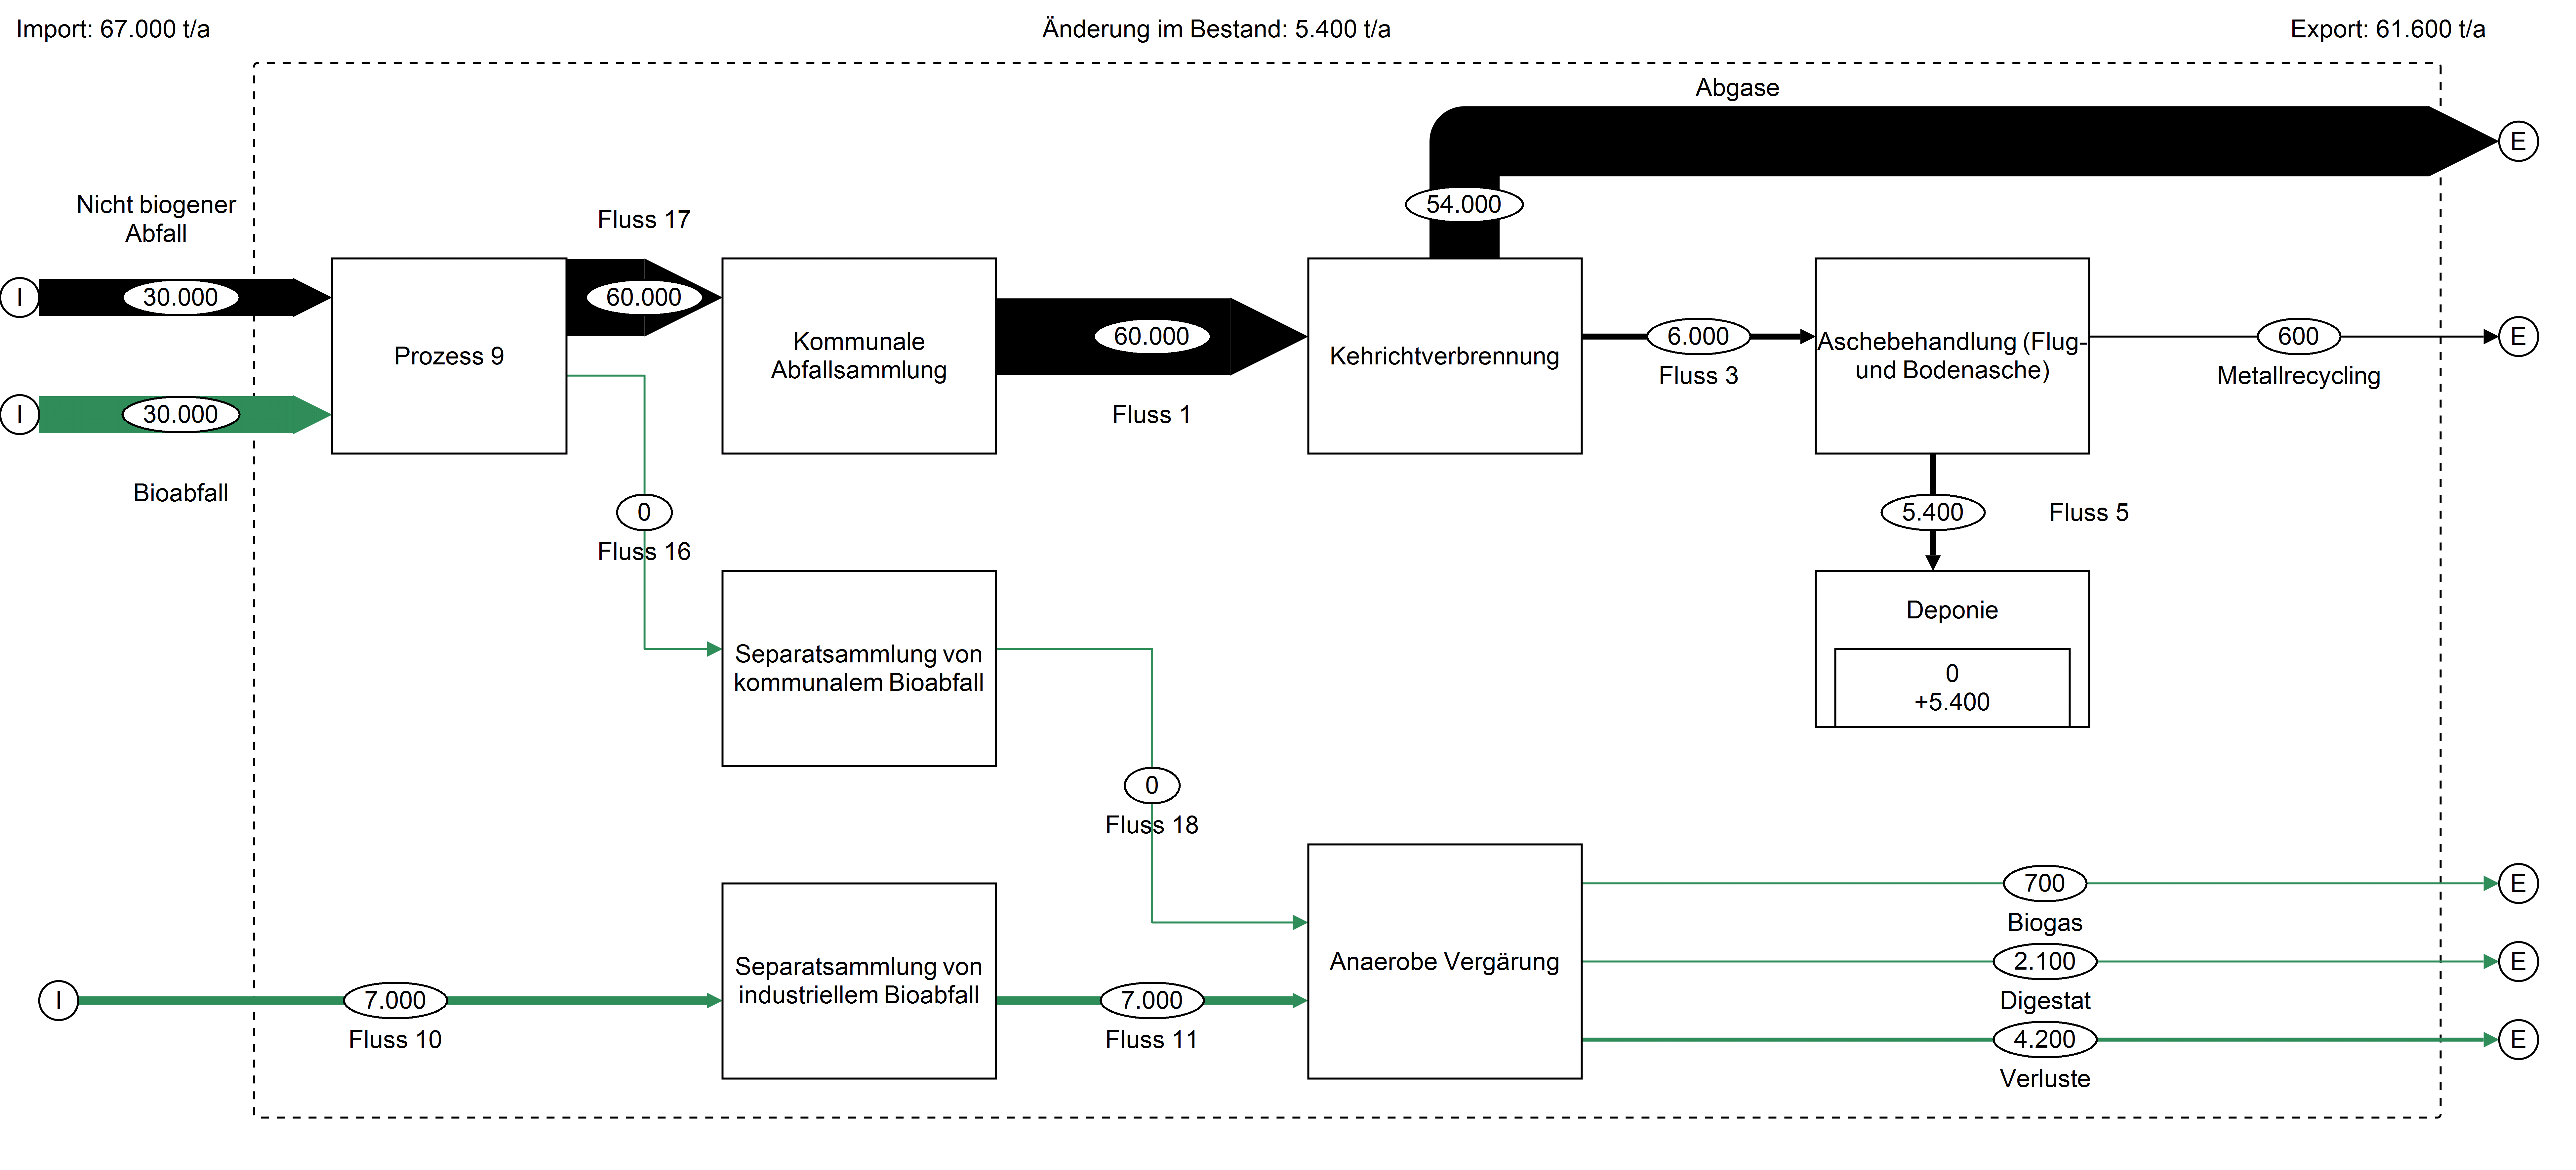 Import: 67.000 t/a
Änderung im Bestand: 5.400 t/a
Export: 61.600 t/a
Abgase
E
54.000
Nicht biogener
Abfall
Fluss 17
I
30.000
60.000
Prozess 9
Kommunale
Abfallsammlung
60.000
Fluss 1
Kehrichtverbrennung
6.000
Fluss 3
Aschebehandlung (Flug-
und Bodenasche)
600
Metallrecycling
E
I
30.000
Bioabfall
0
Fluss 16
5.400
Fluss 5
Deponie
0
+5.400
Separatsammlung von
kommunalem Bioabfall
0
Fluss 18
I
7.000
Fluss 10
Separatsammlung von
industriellem Bioabfall
7.000
Fluss 11
Anaerobe Vergärung
700
Biogas
E
2.100
Digestat
E
4.200
Verluste
E